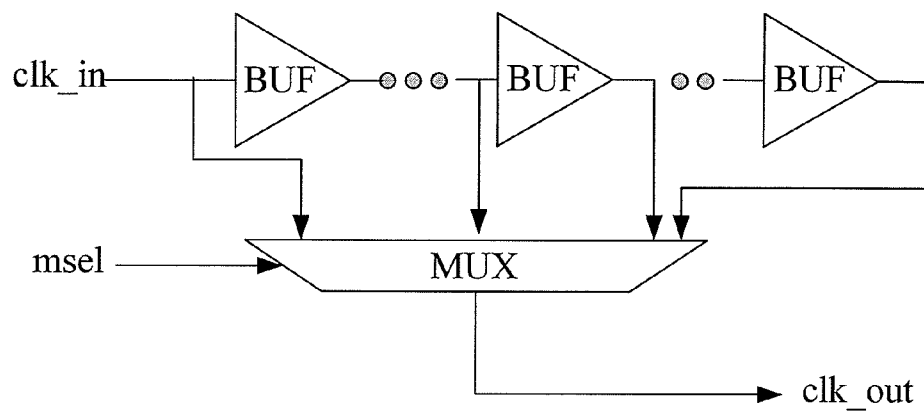 clk_in
BUF
BUF
BUF
msel
MUX
clk_out